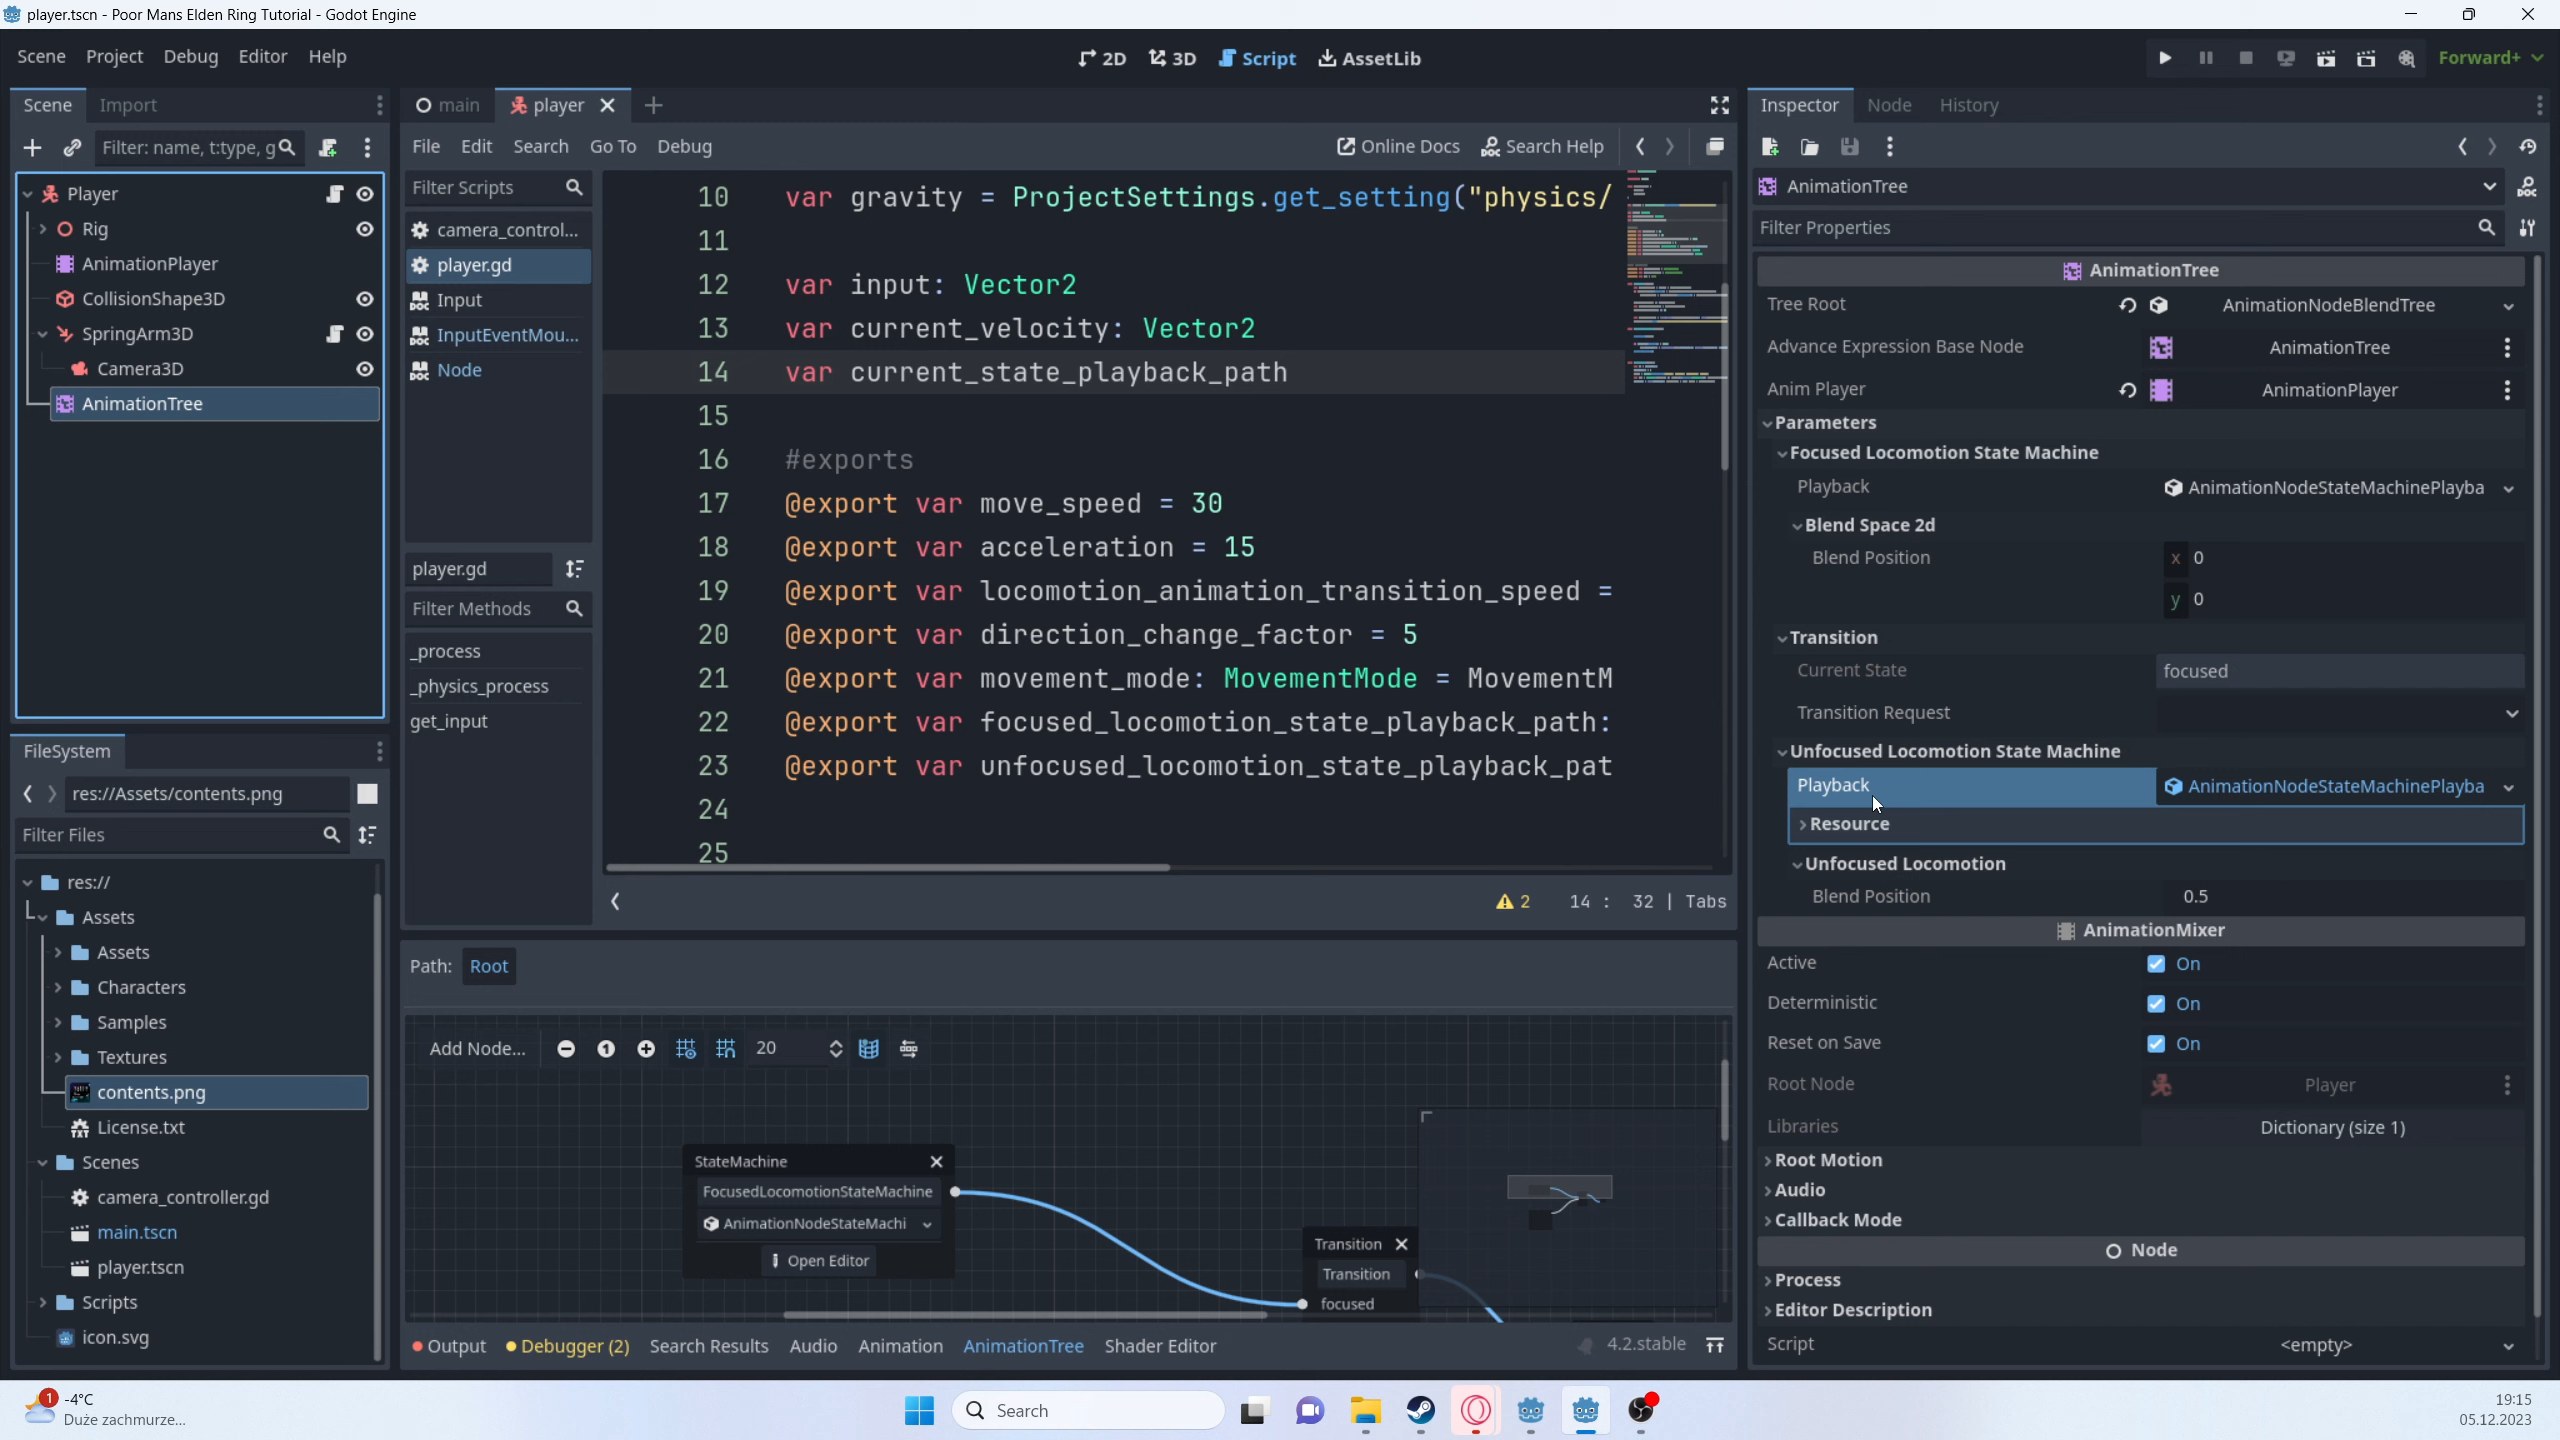 player.tscn - Poor Mans Elden Ring Tutorial - Godot Engine
Scene Project Debug Editor Help
2D 3D Script AssetLib
Forward+
Scene Import
main player
Inspector Node History
Filter: name, t:type, g
File Edit Search Go To Debug
Online Docs Search Help
Player
Rig
AnimationPlayer
CollisionShape3D
SpringArm3D
Camera3D
AnimationTree
Filter Scripts
camera_control...
player.gd
Input
InputEventMou...
Node
player.gd
Filter Methods
_process
_physics_process
get_input
10 var gravity = ProjectSettings.get_setting("physics/
11
12 var input: Vector2
13 var current_velocity: Vector2
14 var current_state_playback_path
15
16 #exports
17 @export var move_speed = 30
18 @export var acceleration = 15
19 @export var locomotion_animation_transition_speed =
20 @export var direction_change_factor = 5
21 @export var movement_mode: MovementMode = MovementM
22 @export var focused_locomotion_state_playback_path:
23 @export var unfocused_locomotion_state_playback_pat
24
25
2 14 : 32 | Tabs
FileSystem
res://Assets/contents.png
Filter Files
res://
Assets
Assets
Characters
Samples
Textures
contents.png
License.txt
Scenes
camera_controller.gd
main.tscn
player.tscn
Scripts
icon.svg
Path: Root
Add Node... 20
StateMachine
FocusedLocomotionStateMachine
AnimationNodeStateMachi
Open Editor
Transition
Transition
focused
Output Debugger (2) Search Results Audio Animation AnimationTree Shader Editor
4.2.stable
AnimationTree
Filter Properties
AnimationTree
Tree Root AnimationNodeBlendTree
Advance Expression Base Node AnimationTree
Anim Player AnimationPlayer
Parameters
Focused Locomotion State Machine
Playback AnimationNodeStateMachinePlayba
Blend Space 2d
Blend Position x 0
y 0
Transition
Current State focused
Transition Request
Unfocused Locomotion State Machine
Playback AnimationNodeStateMachinePlayba
Resource
Unfocused Locomotion
Blend Position 0.5
AnimationMixer
Active On
Deterministic On
Reset on Save On
Root Node Player
Libraries Dictionary (size 1)
Root Motion
Audio
Callback Mode
Node
Process
Editor Description
Script <empty>
1
-4°C
Duże zachmurze...
Search
19:15
05.12.2023